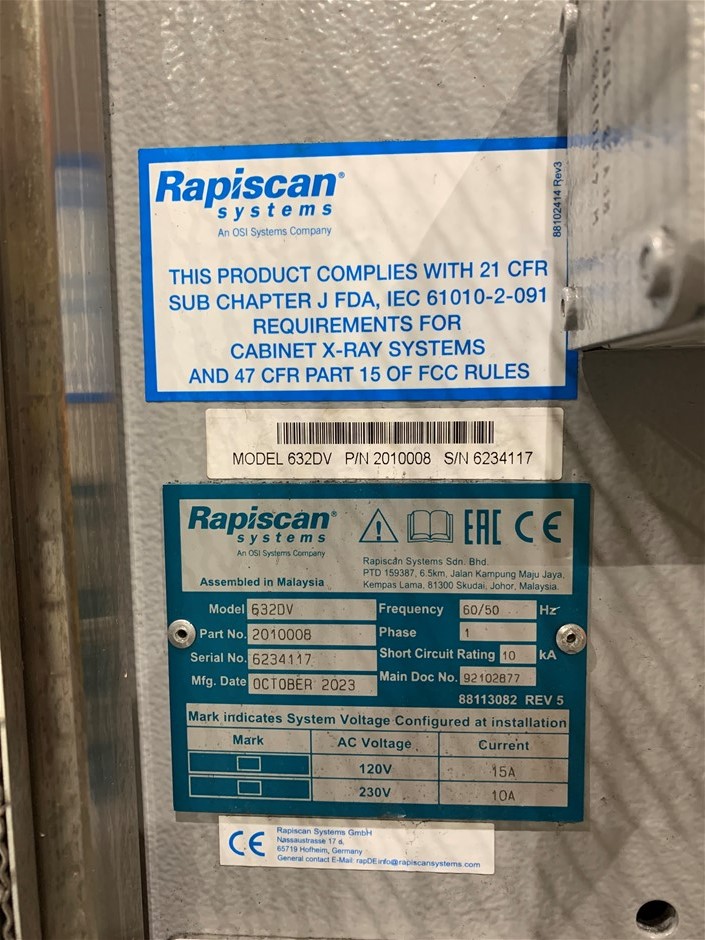 Rapiscan®
systems
An OSI Systems Company
88102414 Rev3
THIS PRODUCT COMPLIES WITH 21 CFR
SUB CHAPTER J FDA, IEC 61010-2-091
REQUIREMENTS FOR
CABINET X-RAY SYSTEMS
AND 47 CFR PART 15 OF FCC RULES
MODEL 632DV P/N 2010008 S/N 6234117
Rapiscan®
systems
An OSI Systems Company
EAC CE
Assembled in Malaysia
Rapiscan Systems Sdn. Bhd.
PTD 159387, 6.5km, Jalan Kampung Maju Jaya,
Kempas Lama, 81300 Skudai, Johor, Malaysia.
Model 632DV Frequency 60/50 Hz
Part No. 2010008 Phase 1
Serial No. 6234117 Short Circuit Rating 10 kA
Mfg. Date OCTOBER 2023 Main Doc No. 92102877
88113082 REV 5
Mark indicates System Voltage Configured at installation
Mark AC Voltage Current
120V 15A
230V 10A
CE
Rapiscan Systems GmbH
Nassaustrasse 17 d,
65719 Hofheim, Germany
General contact E-Mail: rapDEinfo@rapiscansystems.com